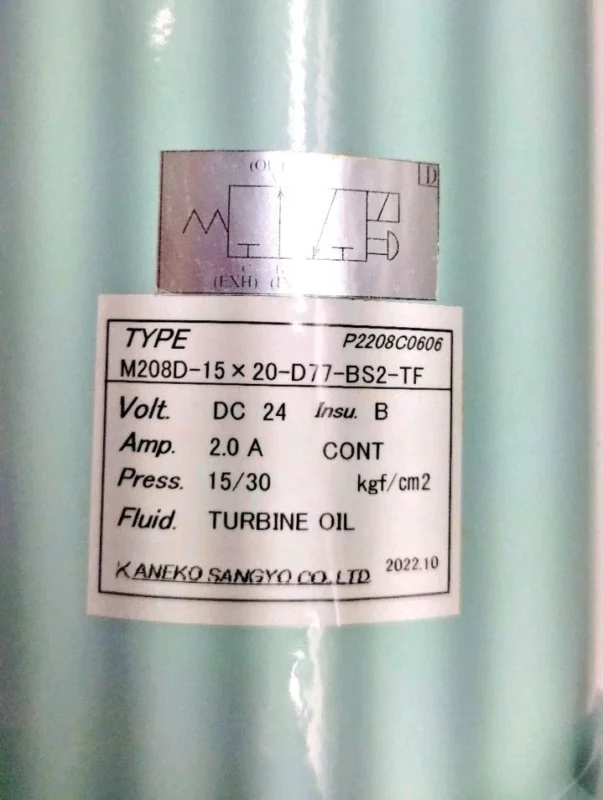 D
(EXH)
TYPE P2208C0606
M208D-15×20-D77-BS2-TF
Volt. DC 24 Insu. B
Amp. 2.0 A CONT
Press. 15/30 kgf/cm2
Fluid. TURBINE OIL
KANEKO SANGYO CO., LTD. 2022.10